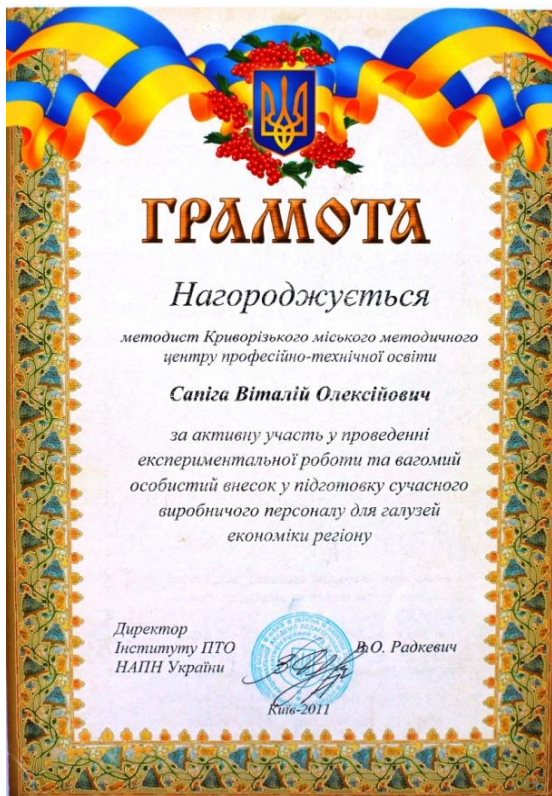 ГРАМОТА
Нагороджується
методист Криворізького міського методичного
центру професійно-технічної освіти
Сапіга Віталій Олексійович
за активну участь у проведенні
експериментальної роботи та вагомий
особистий внесок у підготовку сучасного
виробничого персоналу для галузей
економіки регіону
Директор
Інституту ПТО
НАПН України
В.О. Радкевич
Київ-2011